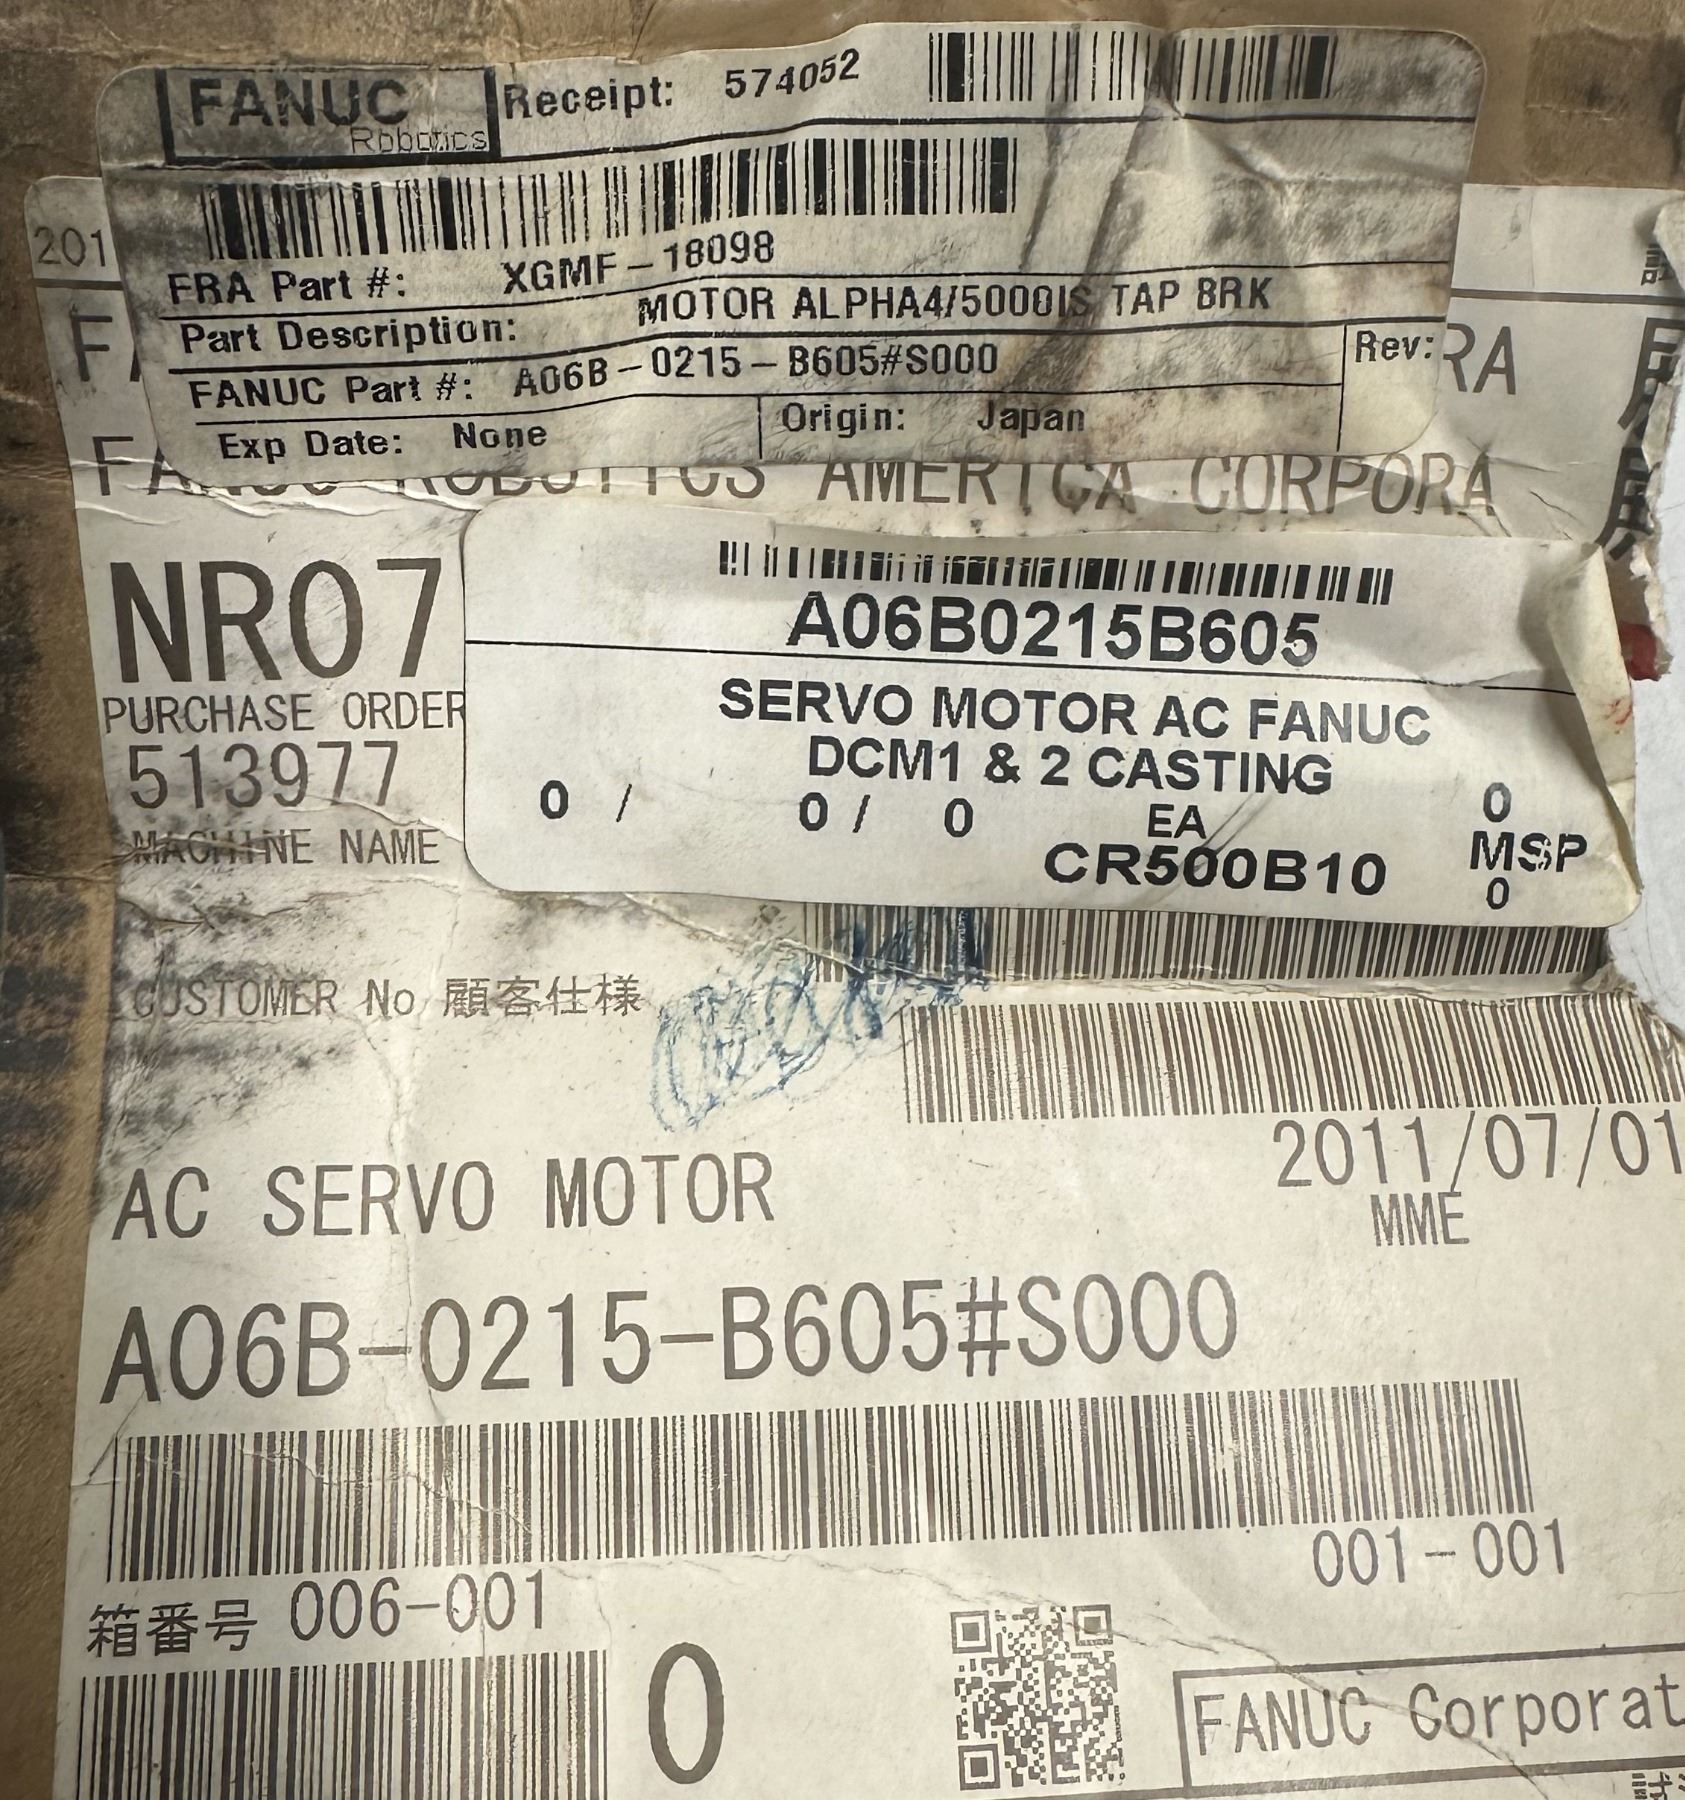 FANUC
Robotics
Receipt: 574052
FRA Part #: XGMF-18098
Part Description: MOTOR ALPHA4/5000IS TAP BRK
FANUC Part #: A06B-0215-B605#S000
Rev:
Exp Date: None
Origin: Japan
201
RA
ROBOTICS AMERICA CORPORA
NR07
PURCHASE ORDER
513977
MACHINE NAME
A06B0215B605
SERVO MOTOR AC FANUC
DCM1 & 2 CASTING
0 / 0 / 0 EA 0
CR500B10 MSP
0
CUSTOMER No 顧客仕様
2011/07/01
MME
AC SERVO MOTOR
A06B-0215-B605#S000
001-001
箱番号 006-001
0
FANUC Corporat